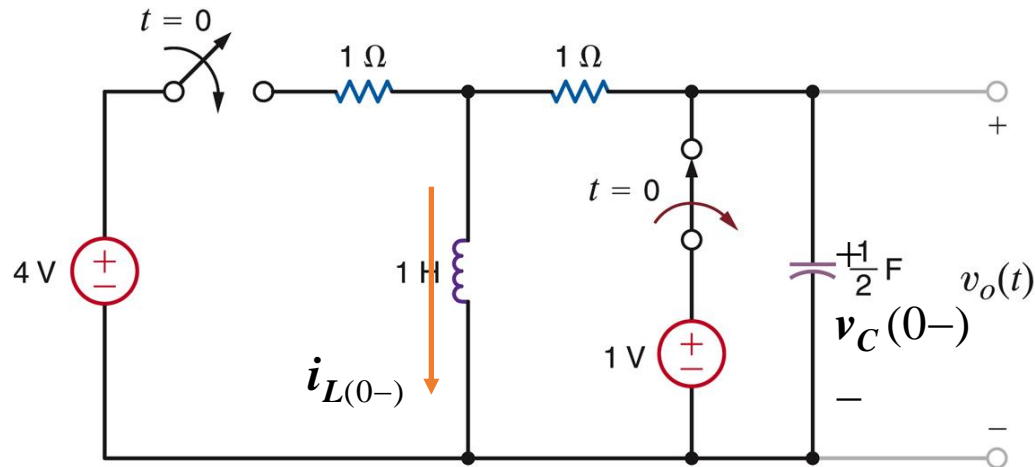 t = 0
1 Ω
1 Ω
t = 0
+
4 V
+
−
1 H
+
1/2 F
v_o(t)
v_C(0−)
1 V
+
−
i_L(0−)
−
−